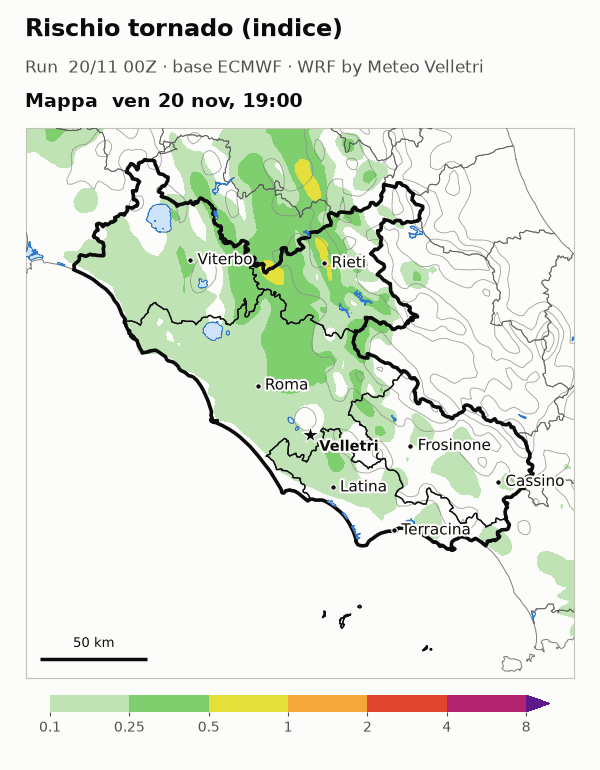 Rischio tornado (indice)
Run  20/11 00Z · base ECMWF · WRF by Meteo Velletri
Mappa  ven 20 nov, 19:00
Viterbo
Rieti
Roma
Velletri
Frosinone
Latina
Cassino
Terracina
50 km
0.1 0.25 0.5 1 2 4 8